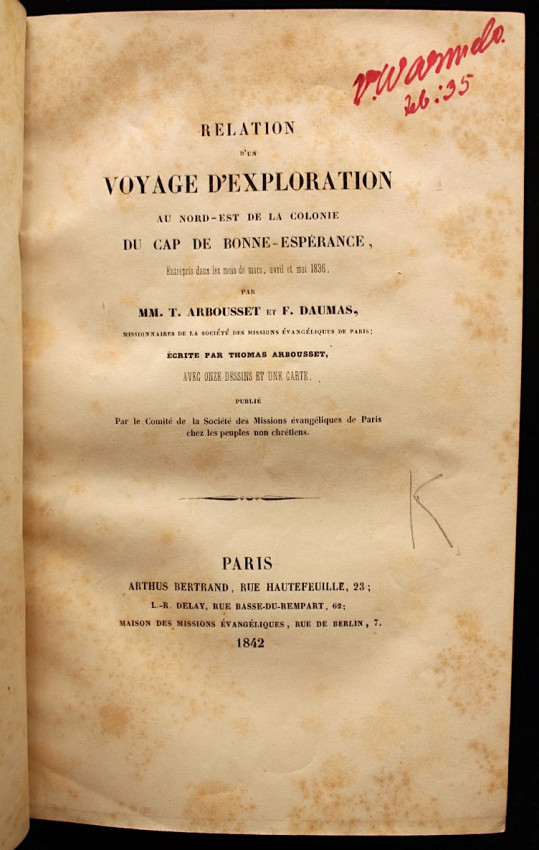 V. Warmelo.
Feb: 35
RELATION
D'UN
VOYAGE D'EXPLORATION
AU NORD-EST DE LA COLONIE
DU CAP DE BONNE-ESPÉRANCE,
Entrepris dans les mois de mars, avril et mai 1836,
PAR
MM. T. ARBOUSSET ET F. DAUMAS,
MISSIONNAIRES DE LA SOCIÉTÉ DES MISSIONS ÉVANGÉLIQUES DE PARIS;
ÉCRITE PAR THOMAS ARBOUSSET,
AVEC ONZE DESSINS ET UNE CARTE.
PUBLIÉ
Par le Comité de la Société des Missions évangéliques de Paris
chez les peuples non chrétiens.
K
PARIS
ARTHUS BERTRAND, RUE HAUTEFEUILLE, 23;
L.-R. DELAY, RUE BASSE-DU-REMPART, 62;
MAISON DES MISSIONS ÉVANGÉLIQUES, RUE DE BERLIN, 7.
1842